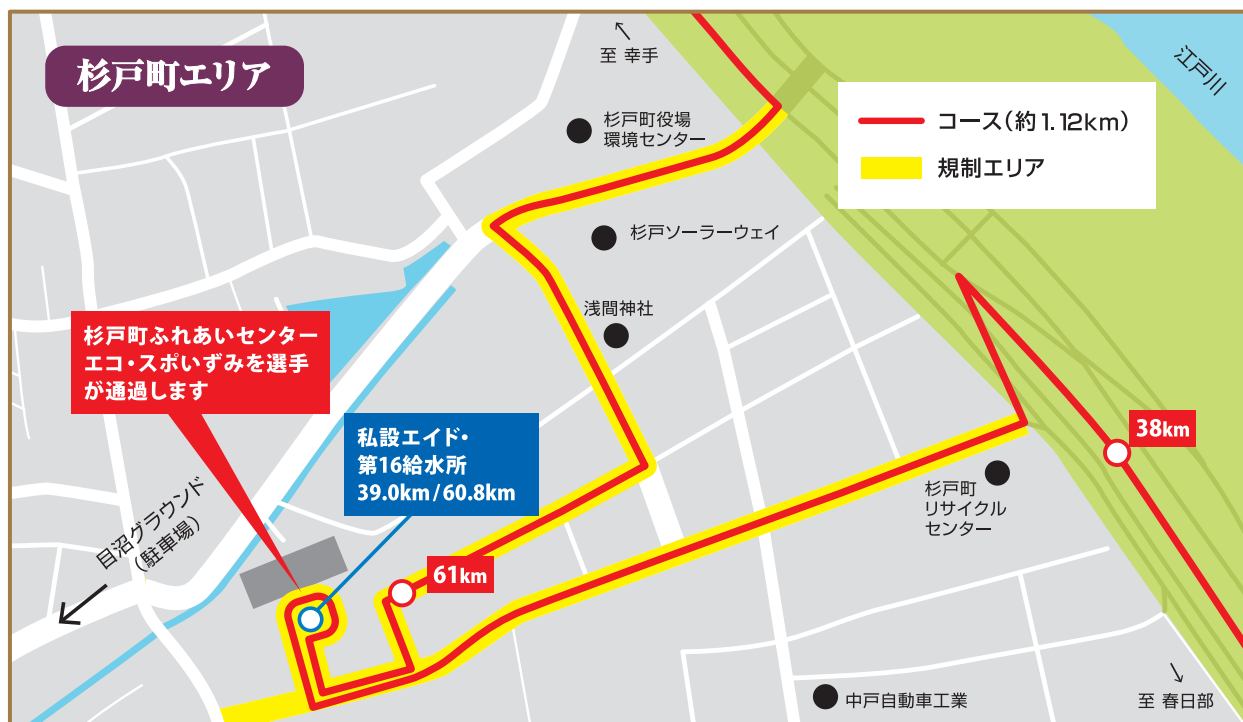 杉戸町エリア
至 幸手
江戸川
杉戸町役場
環境センター
コース(約1.12km)
規制エリア
杉戸ソーラーウェイ
浅間神社
杉戸町ふれあいセンター
エコ・スポいずみを選手
が通過します
私設エイド・
第16給水所
39.0km/60.8km
38km
杉戸町
リサイクル
センター
目沼グラウンド
(駐車場)
61km
中戸自動車工業
至 春日部